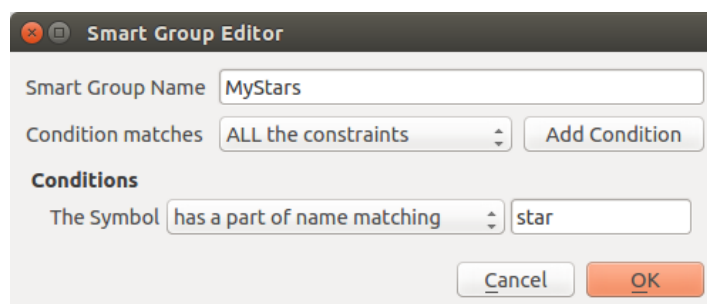 Smart Group Editor
Smart Group Name MyStars
Condition matches ALL the constraints Add Condition
Conditions
The Symbol has a part of name matching star
Cancel OK